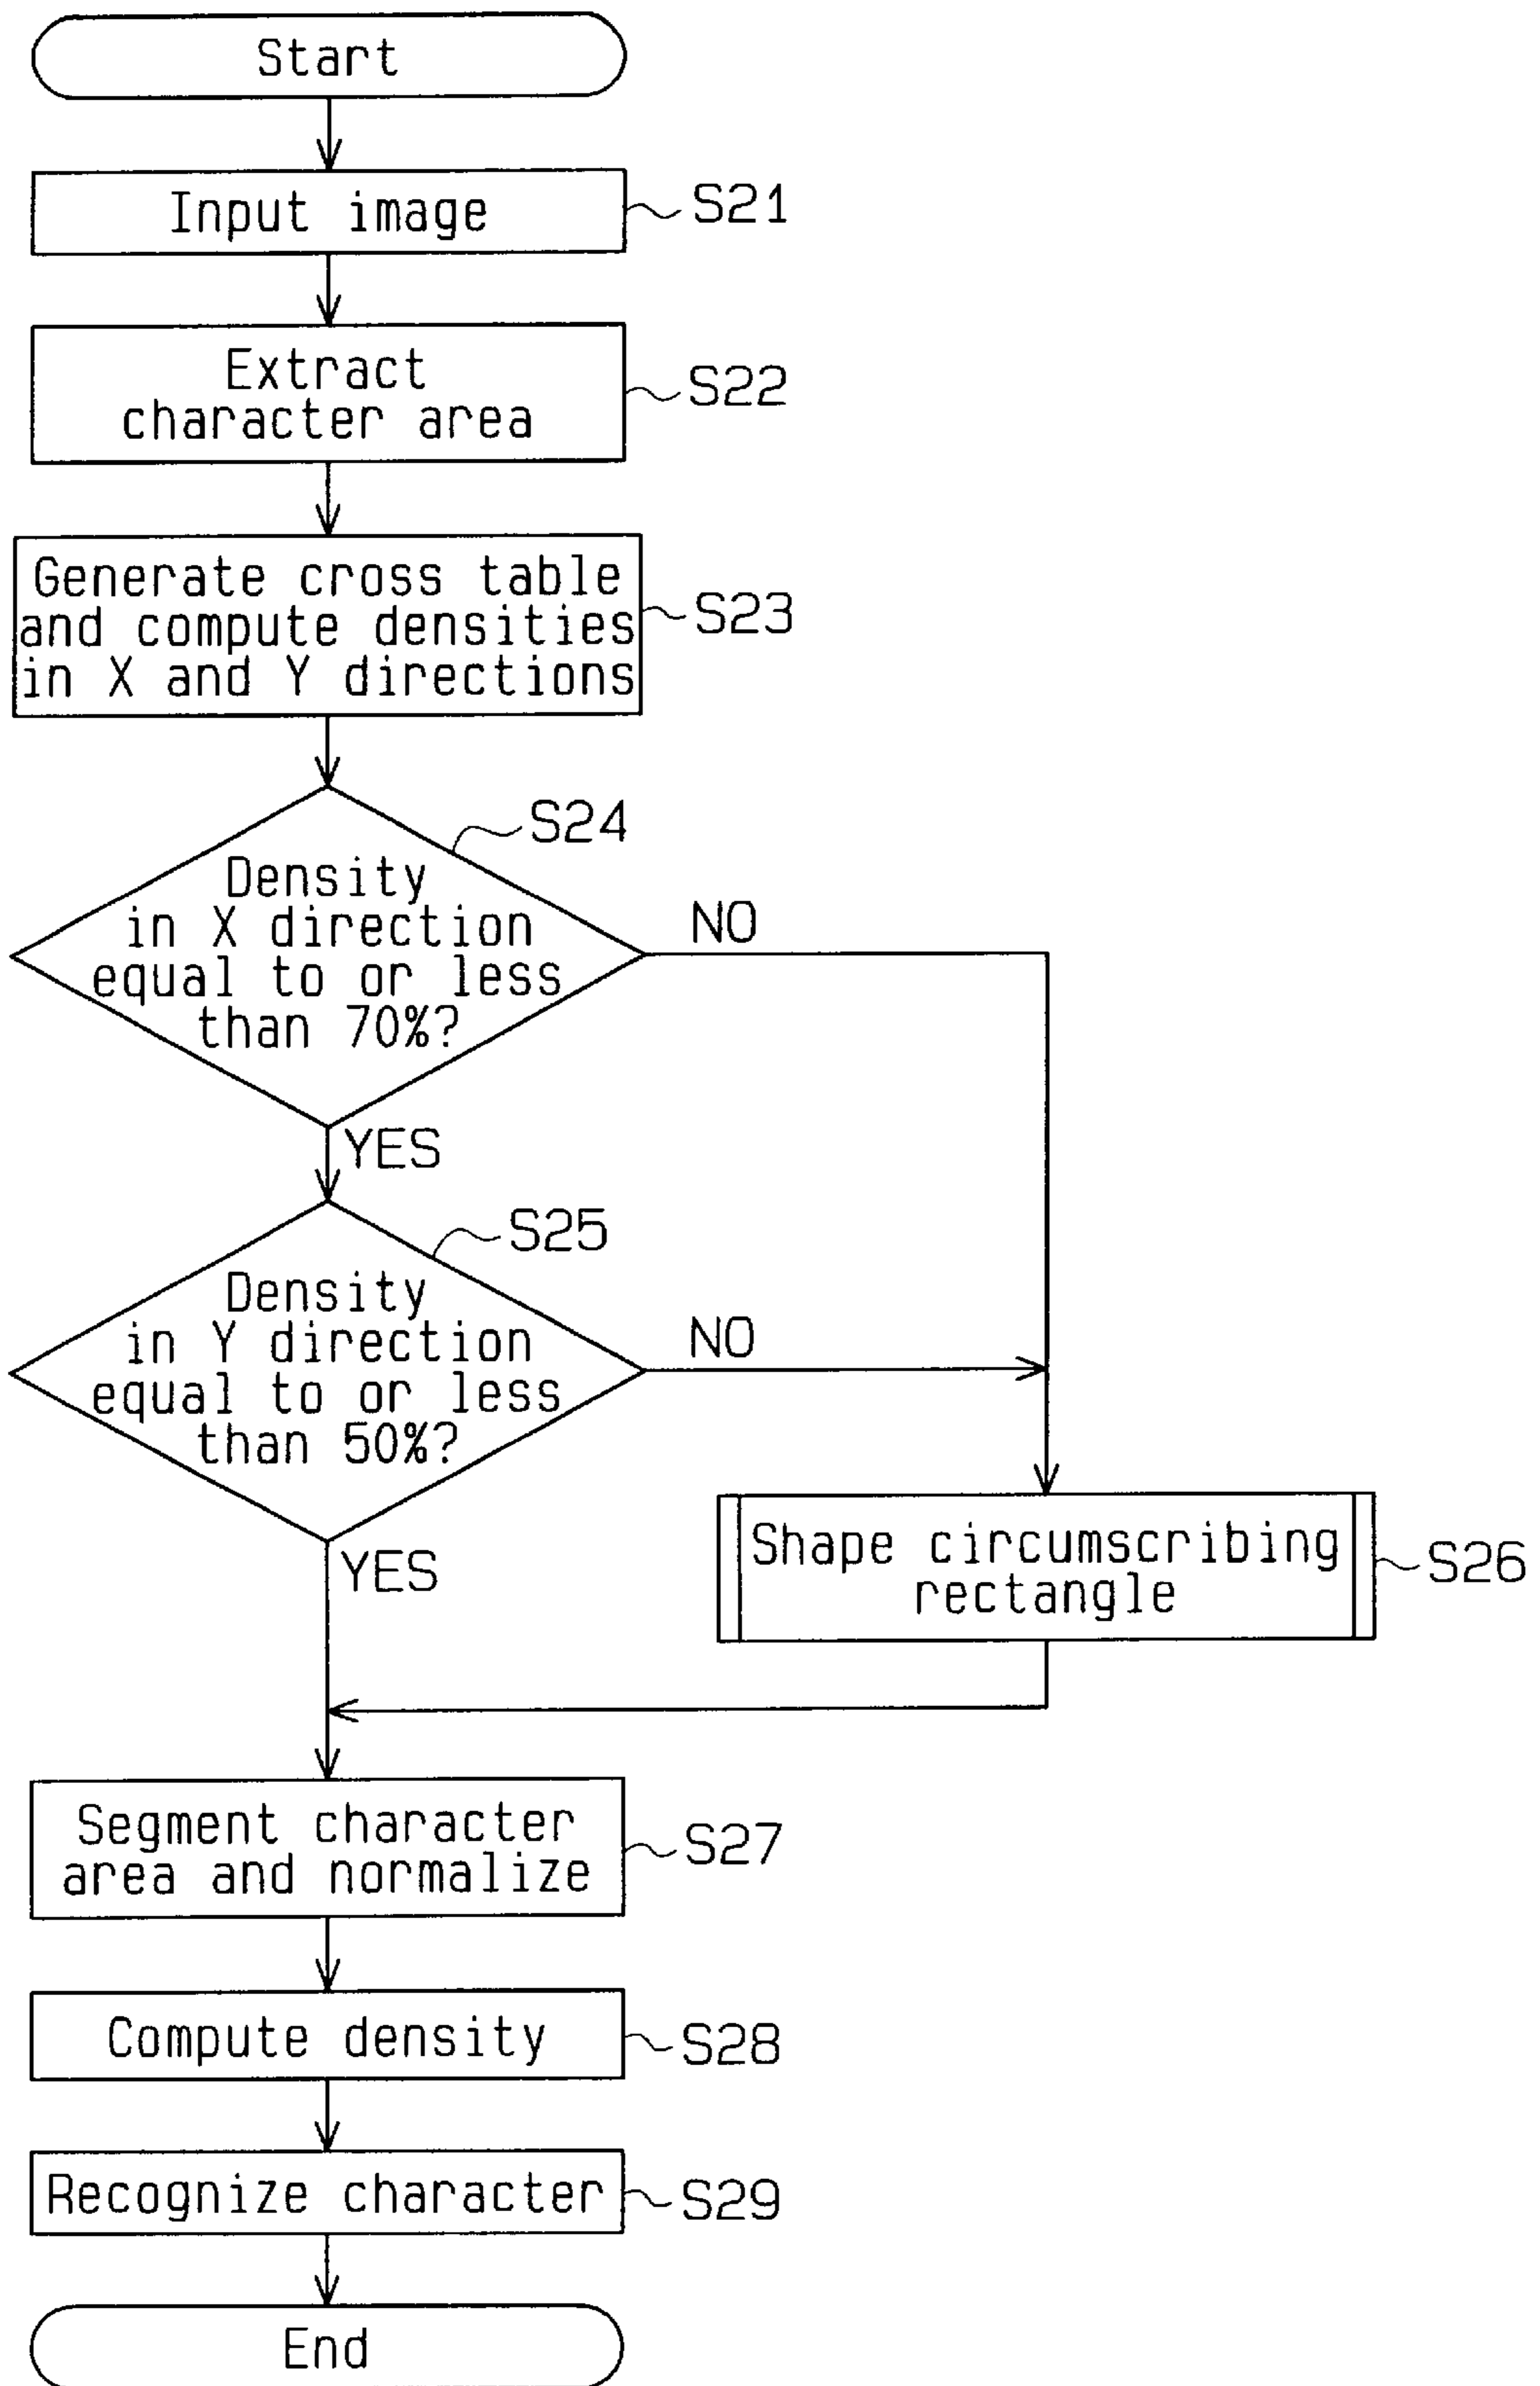 Start
Input image
S21
Extract
character area
S22
Generate cross table
and compute densities
in X and Y directions
S23
S24
Density
in X direction
equal to or less
than 70%?
NO
YES
S25
Density
in Y direction
equal to or less
than 50%?
NO
YES
Shape circumscribing
rectangle
S26
Segment character
area and normalize
S27
Compute density
S28
Recognize character
S29
End